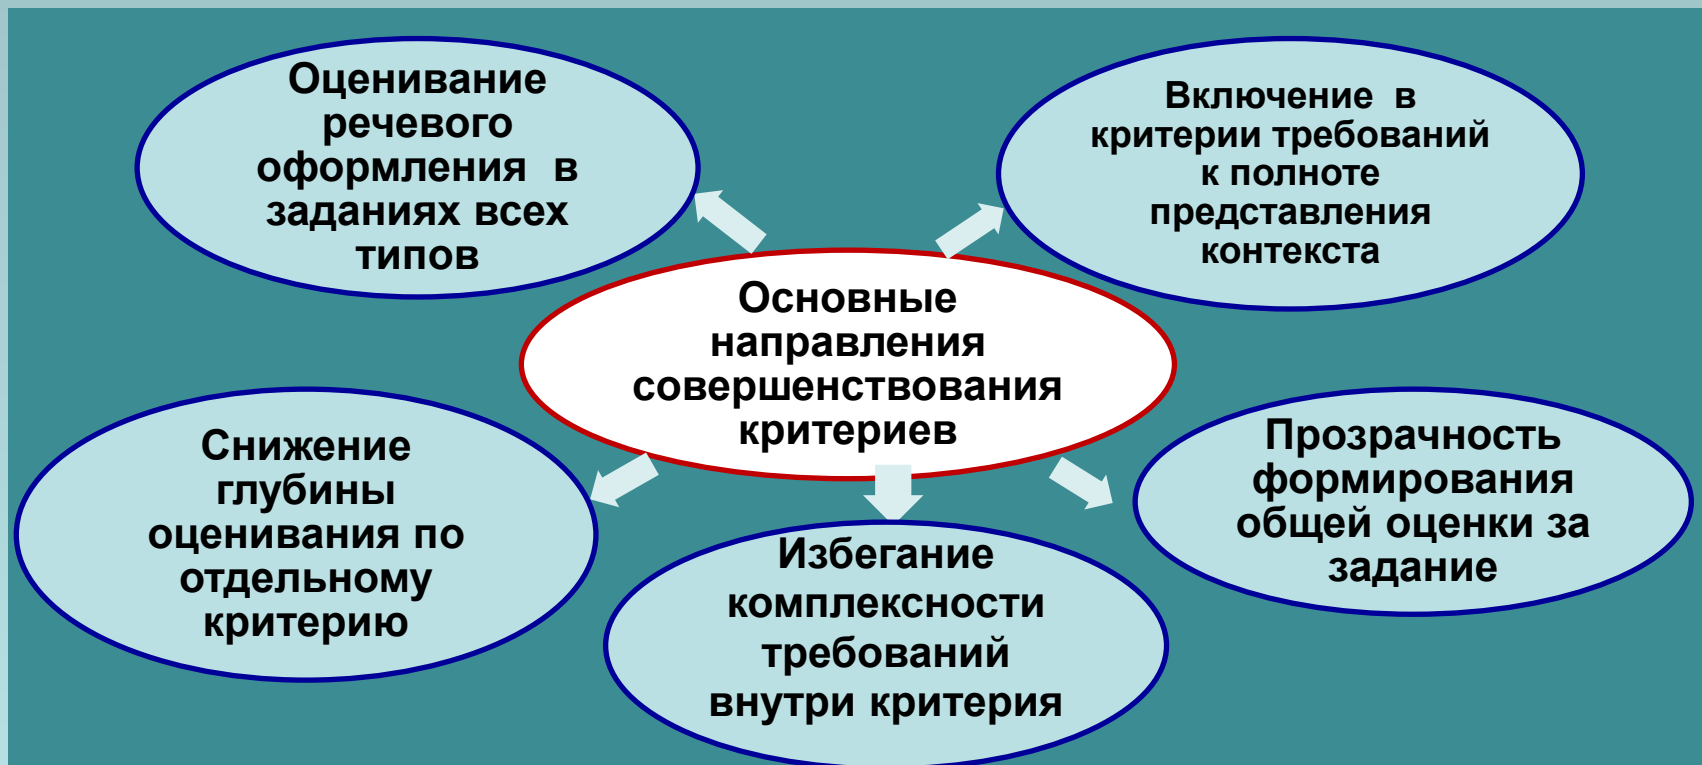 Оценивание
речевого
оформления в
заданиях всех
типов
Включение в
критерии требований
к полноте
представления
контекста
Основные
направления
совершенствования
критериев
Снижение
глубины
оценивания по
отдельному
критерию
Избегание
комплексности
требований
внутри критерия
Прозрачность
формирования
общей оценки за
задание